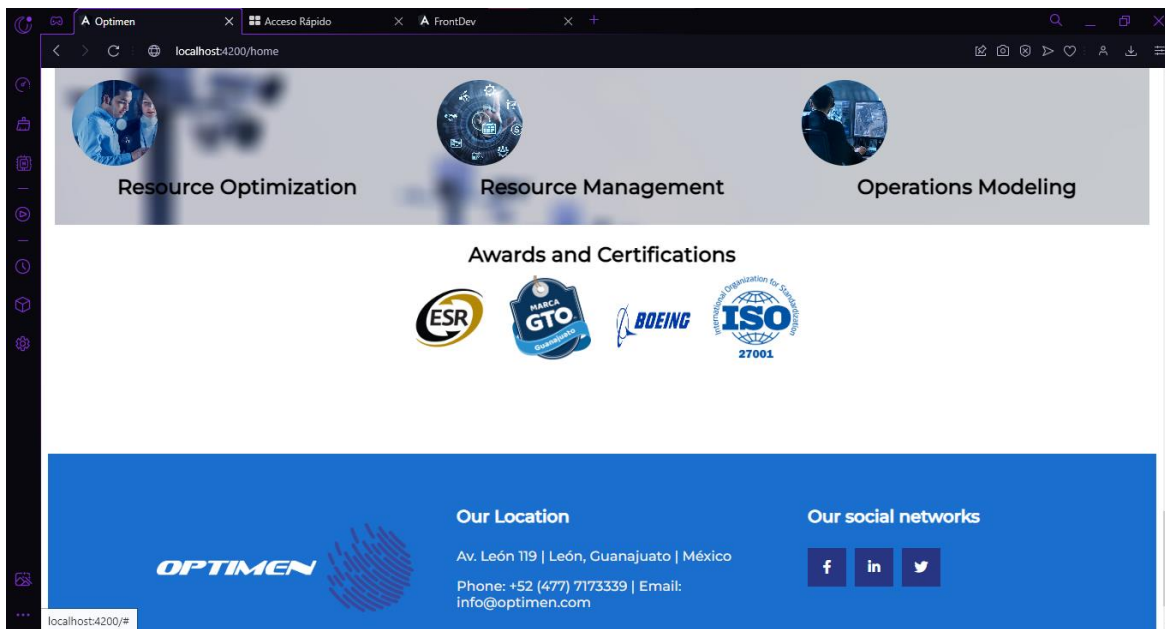 Optimen
Acceso Rápido
FrontDev
localhost:4200/home
Resource Optimization
Resource Management
Operations Modeling
Awards and Certifications
ESR
MARCA
GTO
Guanajuato
BOEING
International Organization for Standardization
ISO
27001
OPTIMEN
Our Location
Av. León 119 | León, Guanajuato | México
Phone: +52 (477) 7173339 | Email:
info@optimen.com
Our social networks
f
in
localhost:4200/#